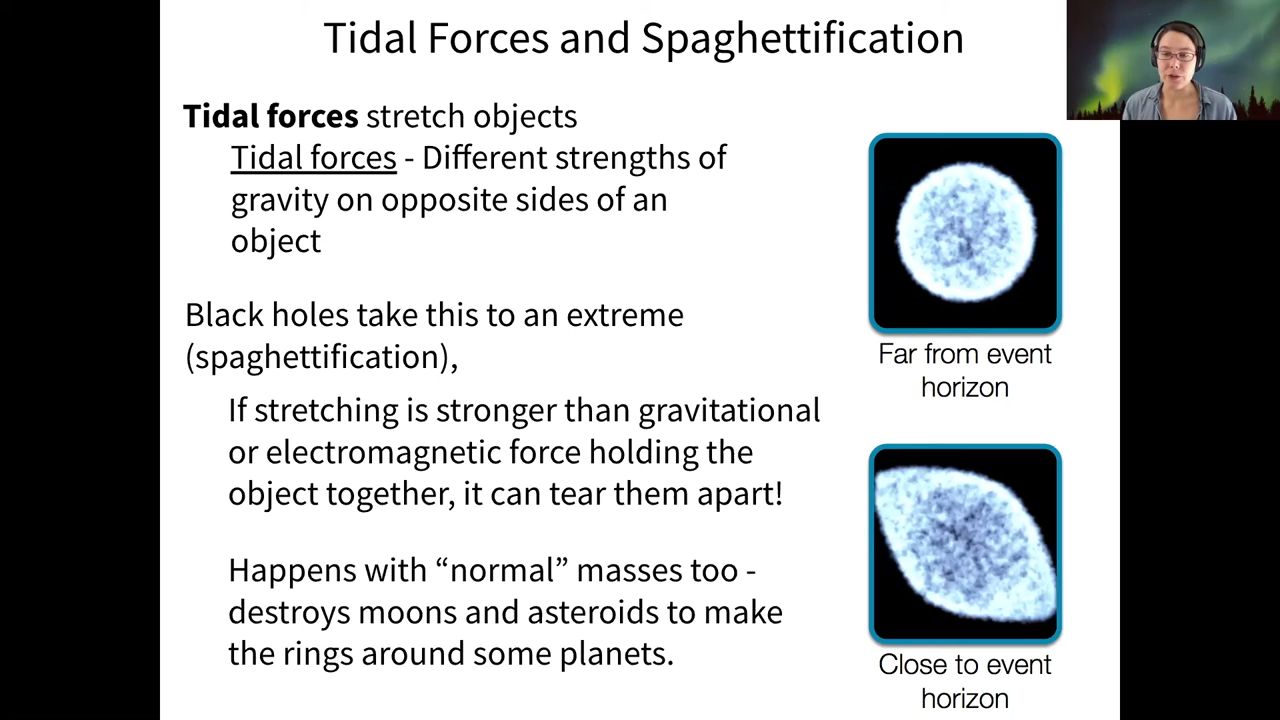 Tidal Forces and Spaghettification
Tidal forces stretch objects
Tidal forces - Different strengths of
gravity on opposite sides of an
object
Black holes take this to an extreme
(spaghettification),
If stretching is stronger than gravitational
or electromagnetic force holding the
object together, it can tear them apart!
Happens with “normal” masses too -
destroys moons and asteroids to make
the rings around some planets.
Far from event
horizon
Close to event
horizon